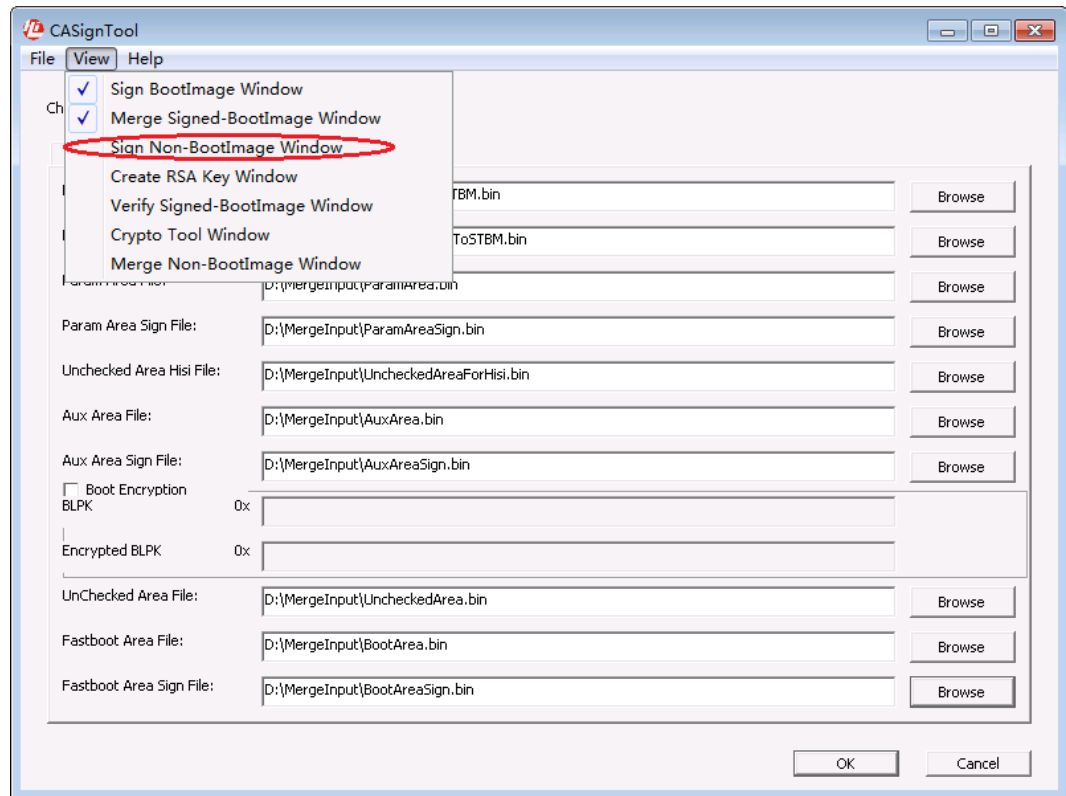 CASignTool
File View Help
Sign BootImage Window
Ch
Merge Signed-BootImage Window
Sign Non-BootImage Window
Create RSA Key Window
TBM.bin
Browse
Verify Signed-BootImage Window
Crypto Tool Window
ToSTBM.bin
Browse
Merge Non-BootImage Window
Param Area File: D:\MergeInput\ParamArea.bin Browse
Param Area Sign File: D:\MergeInput\ParamAreaSign.bin Browse
Unchecked Area Hisi File: D:\MergeInput\UncheckedAreaForHisi.bin Browse
Aux Area File: D:\MergeInput\AuxArea.bin Browse
Aux Area Sign File: D:\MergeInput\AuxAreaSign.bin Browse
Boot Encryption
BLPK 0x
Encrypted BLPK 0x
UnChecked Area File: D:\MergeInput\UncheckedArea.bin Browse
Fastboot Area File: D:\MergeInput\BootArea.bin Browse
Fastboot Area Sign File: D:\MergeInput\BootAreaSign.bin Browse
OK Cancel